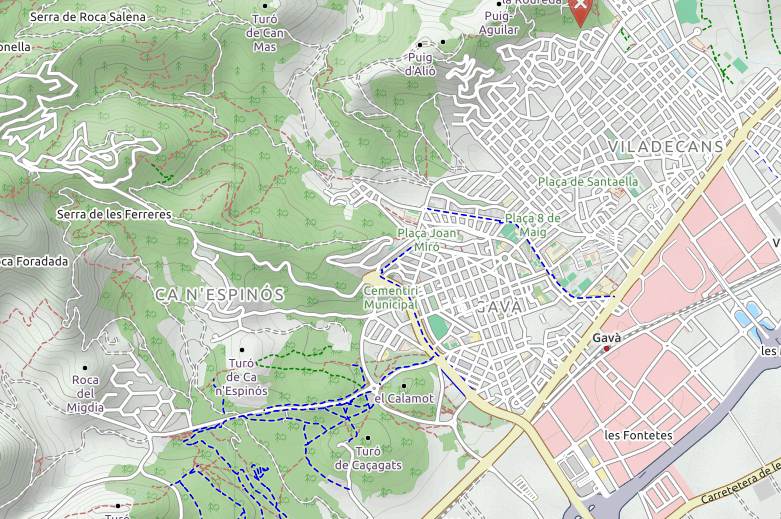 la Roureda
Serra de Roca Salena
Turó
de Can
Mas
Puig-
Aguilar
onella
Puig
d'Alió
VILADECANS
Plaça de Santaella
Serra de les Ferreres
Plaça 8 de
Maig
Plaça Joan
Miró
oca Foradada
CA N'ESPINÓS
Cementiri
Municipal
GAVÀ
V
Gavà
les
Turó
de Ca
n'Espinós
Roca
del
Migdia
el Calamot
les Fontetes
Turó
de Caçagats
Carretetera de le
Turó